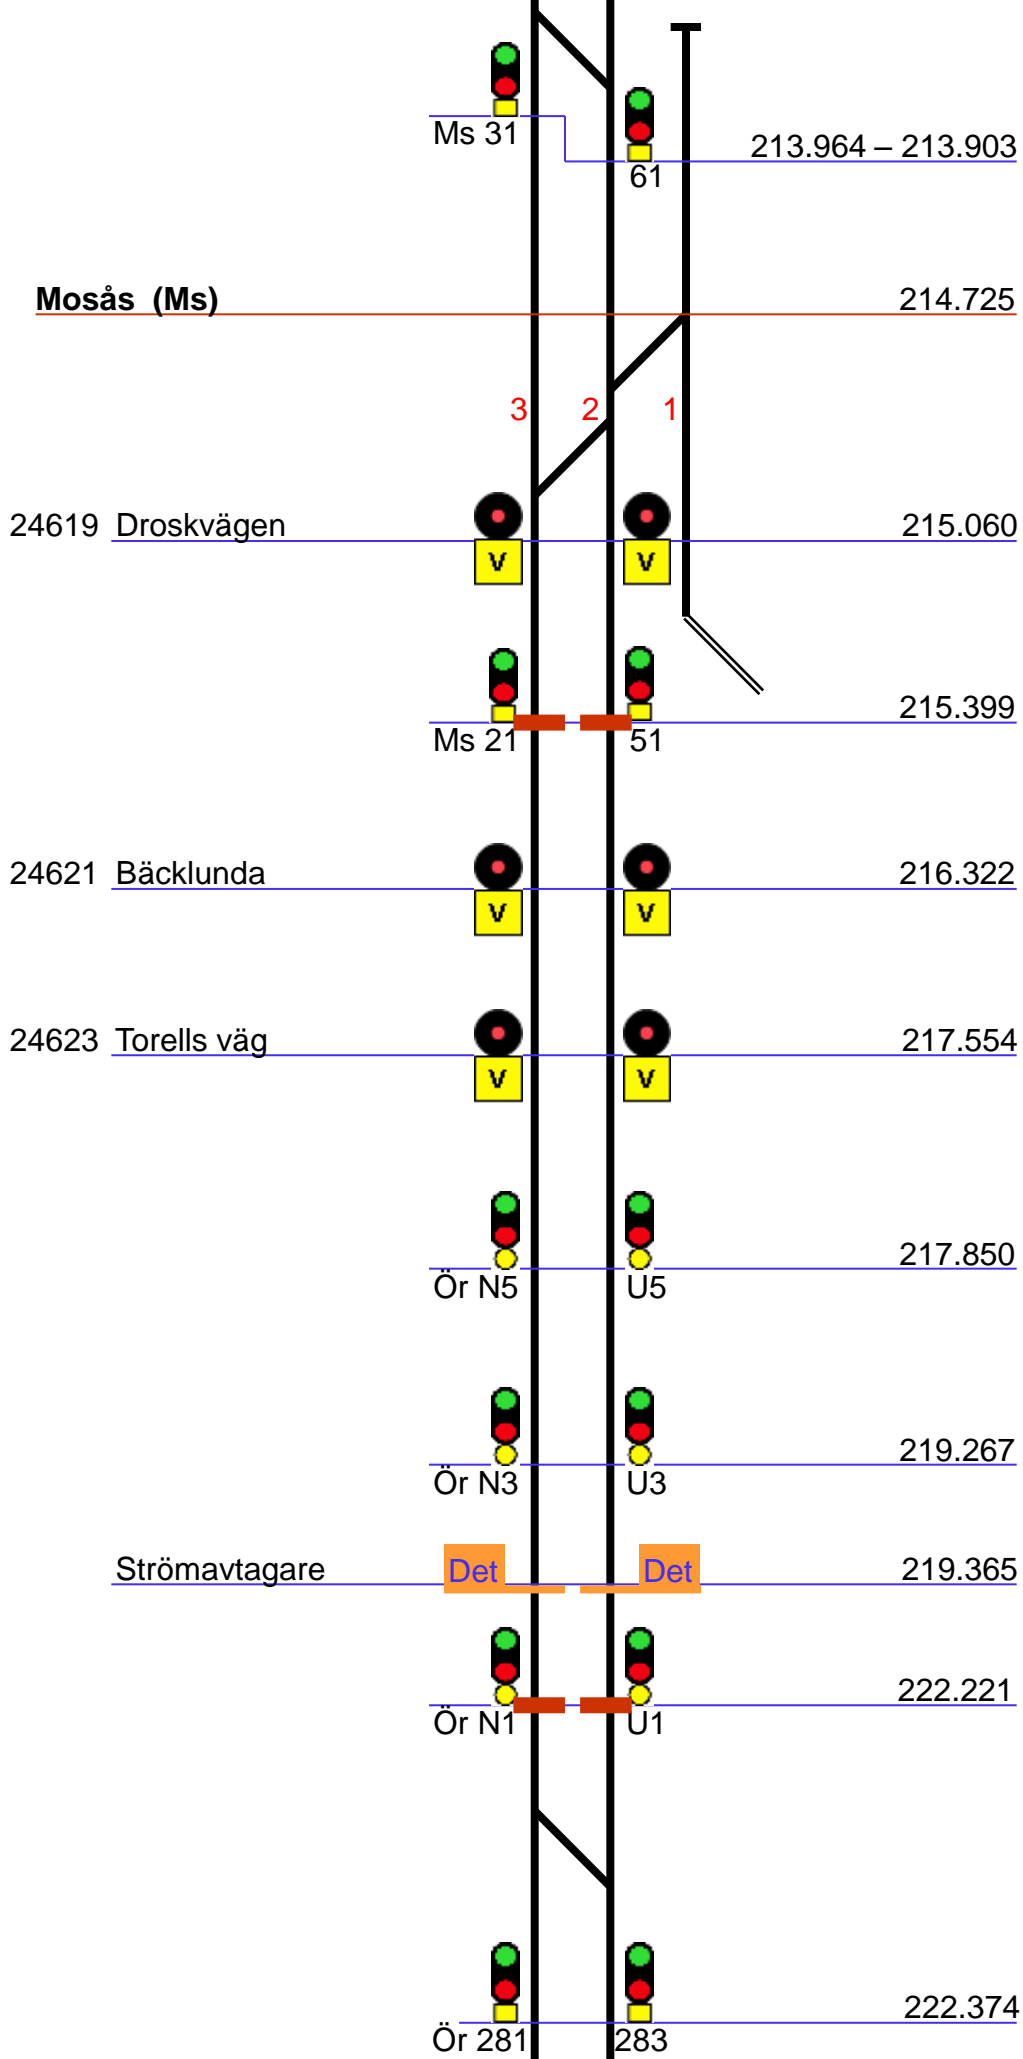 Ms 31
61
213.964 – 213.903
Mosås (Ms)
214.725
3 2 1
24619 Droskvägen
215.060
V V
Ms 21
51
215.399
24621 Bäcklunda
216.322
V V
24623 Torells väg
217.554
V V
Ör N5
U5
217.850
Ör N3
U3
219.267
Strömavtagare
Det
Det
219.365
Ör N1
U1
222.221
Ör 281
283
222.374